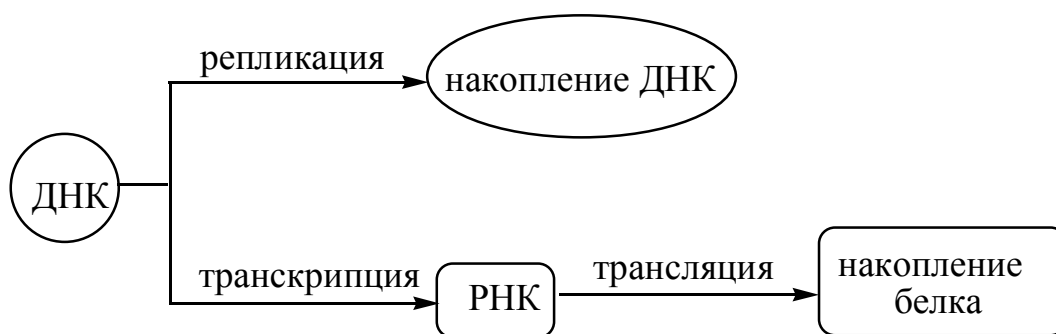 репликация
накопление ДНК
ДНК
транскрипция
РНК
трансляция
накопление
белка